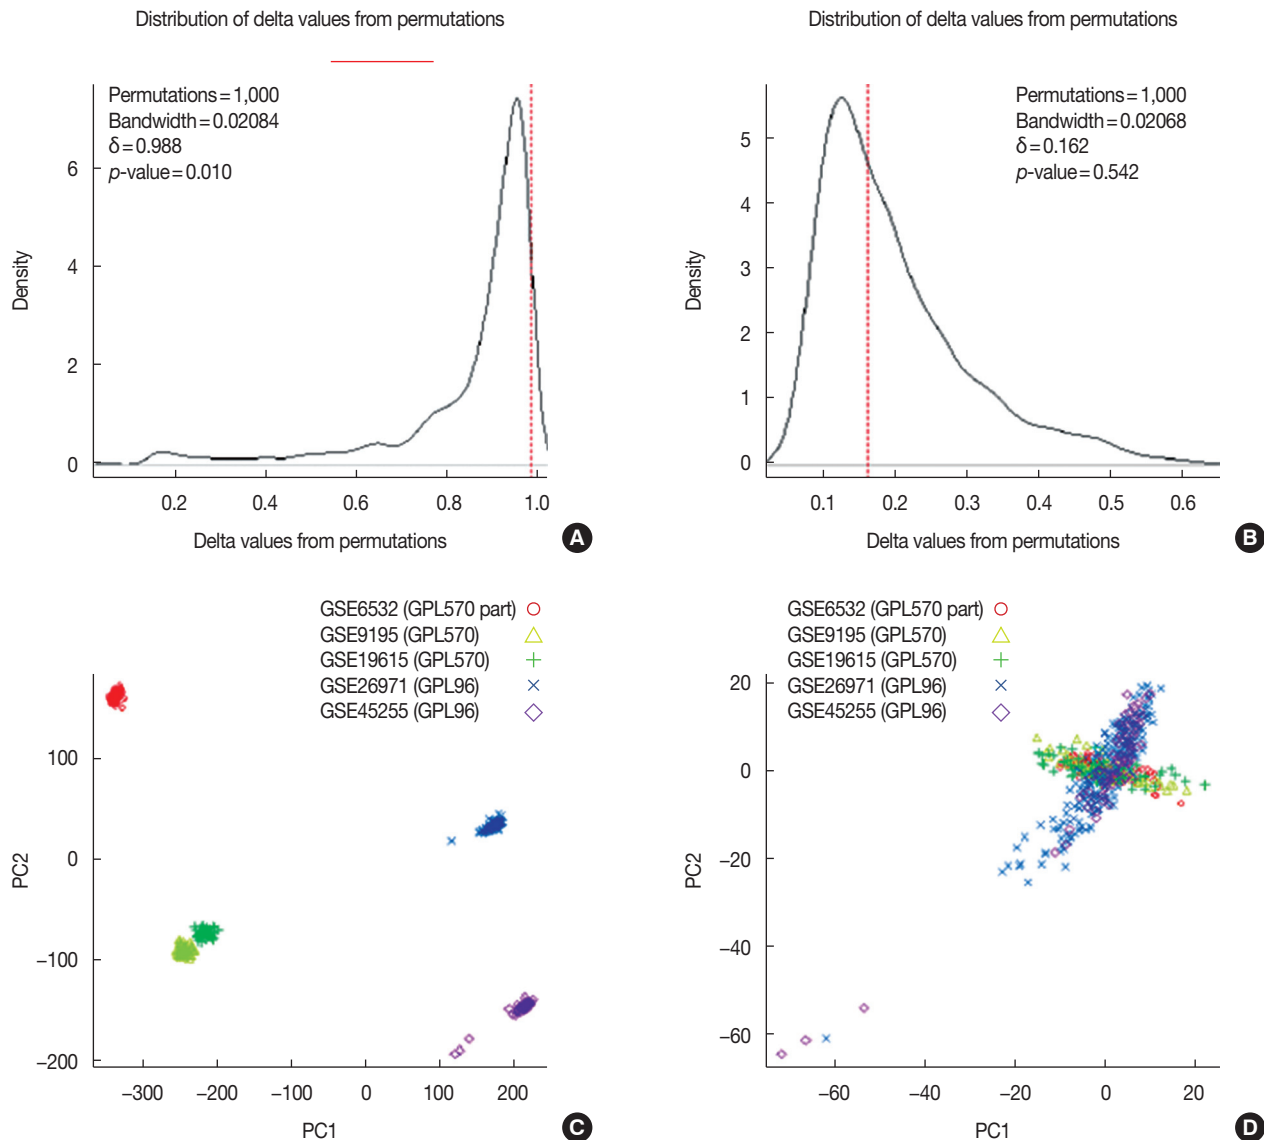 Distribution of delta values from permutations
Permutations=1,000
Bandwidth=0.02084
δ=0.988
p-value=0.010
6
4
2
0
Density
0.2 0.4 0.6 0.8 1.0
Delta values from permutations
A
Distribution of delta values from permutations
Permutations=1,000
Bandwidth=0.02068
δ=0.162
p-value=0.542
5
4
3
2
1
0
Density
0.1 0.2 0.3 0.4 0.5 0.6
Delta values from permutations
B
GSE6532 (GPL570 part)
GSE9195 (GPL570)
GSE19615 (GPL570)
GSE26971 (GPL96)
GSE45255 (GPL96)
100
0
−100
−200
PC2
−300 −200 −100 0 100 200
PC1
C
GSE6532 (GPL570 part)
GSE9195 (GPL570)
GSE19615 (GPL570)
GSE26971 (GPL96)
GSE45255 (GPL96)
20
0
−20
−40
−60
PC2
−60 −40 −20 0 20
PC1
D